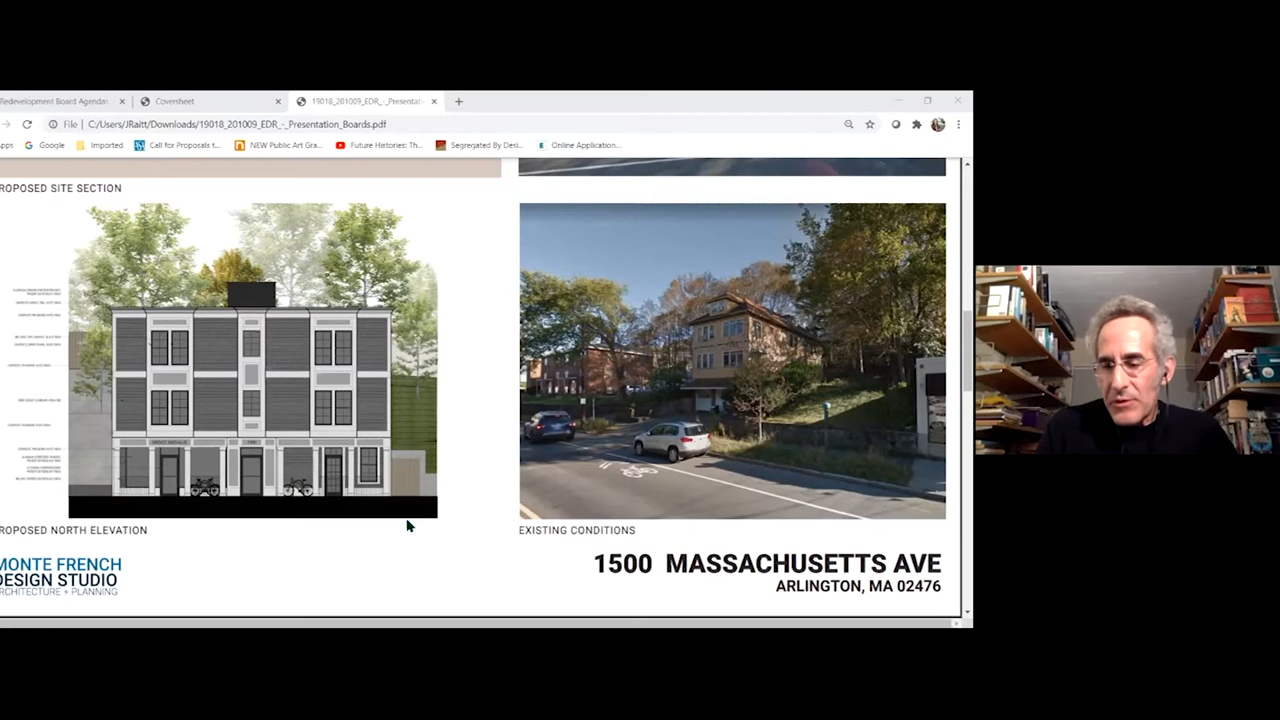 Redevelopment Board Agendas
Coversheet
19018_201009_EDR_-_Presentati
File | C:/Users/JRaitt/Downloads/19018_201009_EDR_-_Presentation_Boards.pdf
pps
Google
Imported
Call for Proposals t...
NEW Public Art Gra...
Future Histories: Th...
Segregated By Desi...
Online Application...
ROPOSED SITE SECTION
ROPOSED NORTH ELEVATION
EXISTING CONDITIONS
MONTE FRENCH
DESIGN STUDIO
RCHITECTURE + PLANNING
1500 MASSACHUSETTS AVE
ARLINGTON, MA 02476